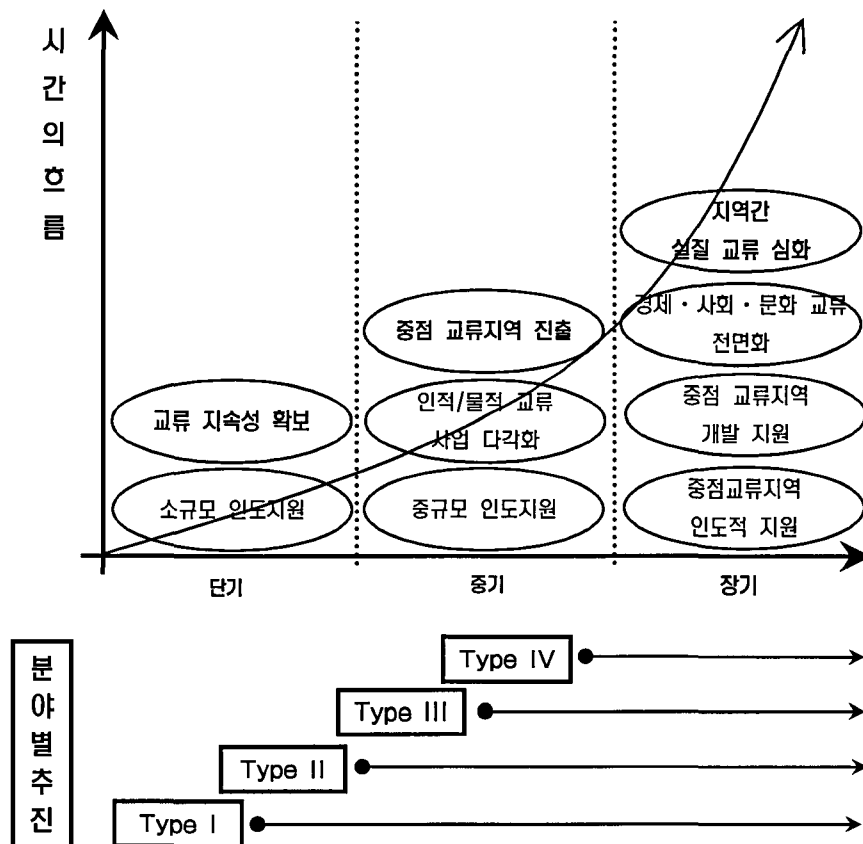 시간의흐름
지역간
실질 교류 심화
경제・사회・문화 교류
전면화
중점 교류지역 진출
교류 지속성 확보
인적/물적 교류
사업 다각화
중점 교류지역
개발 지원
소규모 인도지원
중규모 인도지원
중점교류지역
인도적 지원
단기
중기
장기
분야별추진
Type IV
Type III
Type II
Type I